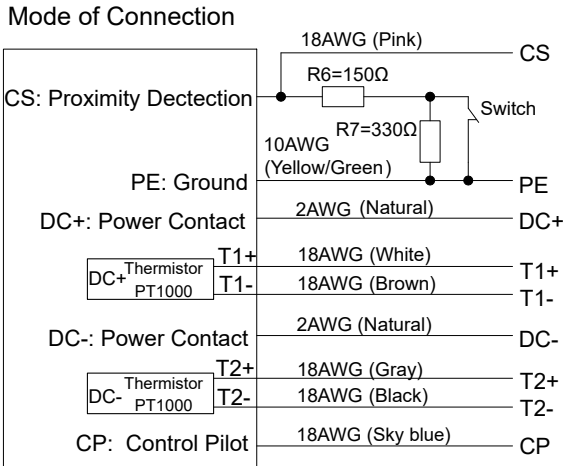 Mode of Connection
18AWG (Pink)
CS
R6=150Ω
CS: Proximity Dectection
Switch
R7=330Ω
10AWG
(Yellow/Green)
PE: Ground
PE
2AWG (Natural)
DC+: Power Contact
DC+
T1+
18AWG (White)
T1+
DC+
Thermistor
PT1000
T1-
18AWG (Brown)
T1-
2AWG (Natural)
DC-: Power Contact
DC-
T2+
18AWG (Gray)
T2+
DC-
Thermistor
PT1000
T2-
18AWG (Black)
T2-
CP: Control Pilot
18AWG (Sky blue)
CP